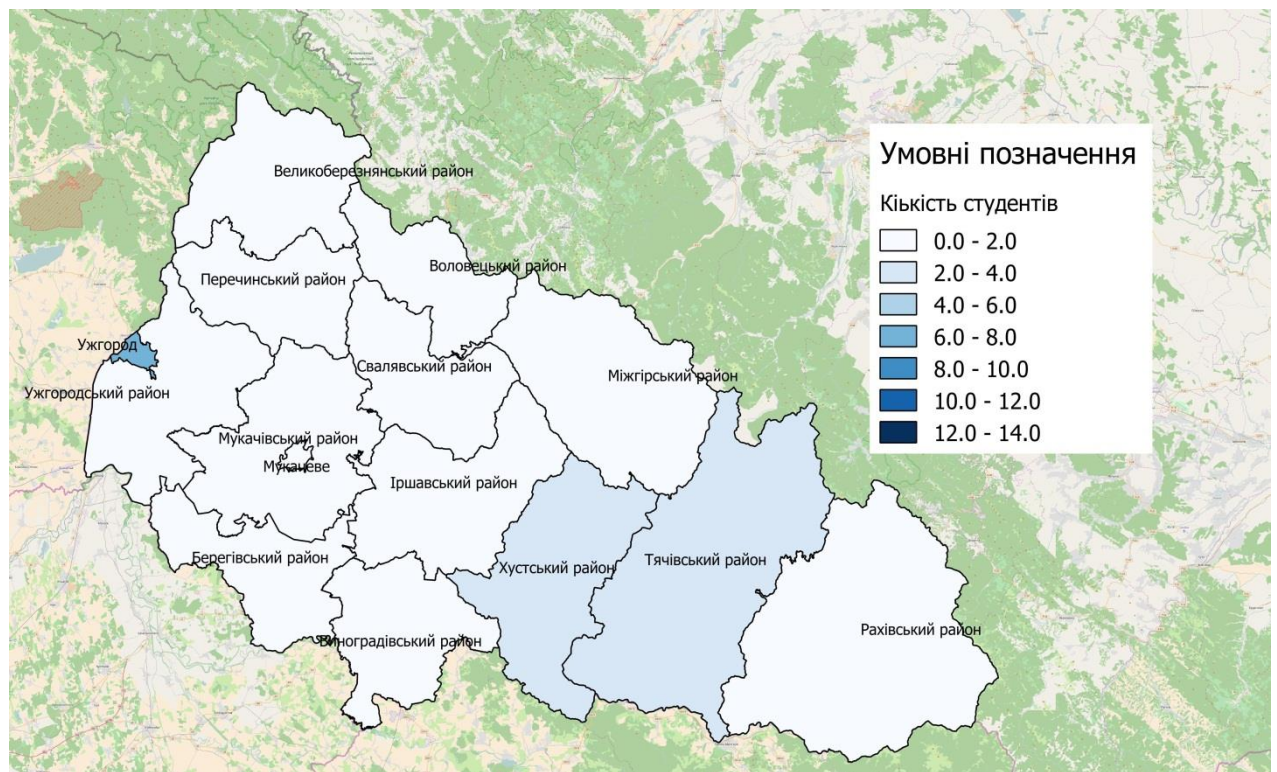 Умовні позначення
Кіькість студентів
0.0 - 2.0
2.0 - 4.0
4.0 - 6.0
6.0 - 8.0
8.0 - 10.0
10.0 - 12.0
12.0 - 14.0
Великоберезнянський район
Воловецький район
Перечинський район
Ужгород
Свалявський район
Міжгірський район
Ужгородський район
Мукачівський район
Мукачеве
Іршавський район
Берегівський район
Хустський район
Тячівський район
Рахівський район
Виноградівський район